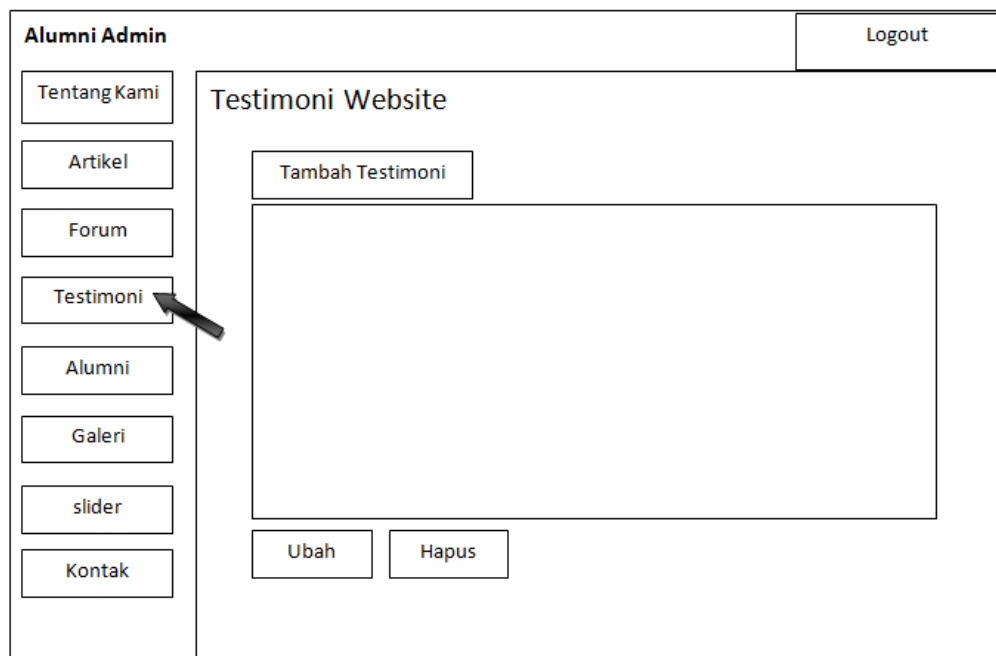 Alumni Admin
Logout
Tentang Kami
Artikel
Forum
Testimoni
Alumni
Galeri
slider
Kontak
Testimoni Website
Tambah Testimoni
Ubah
Hapus